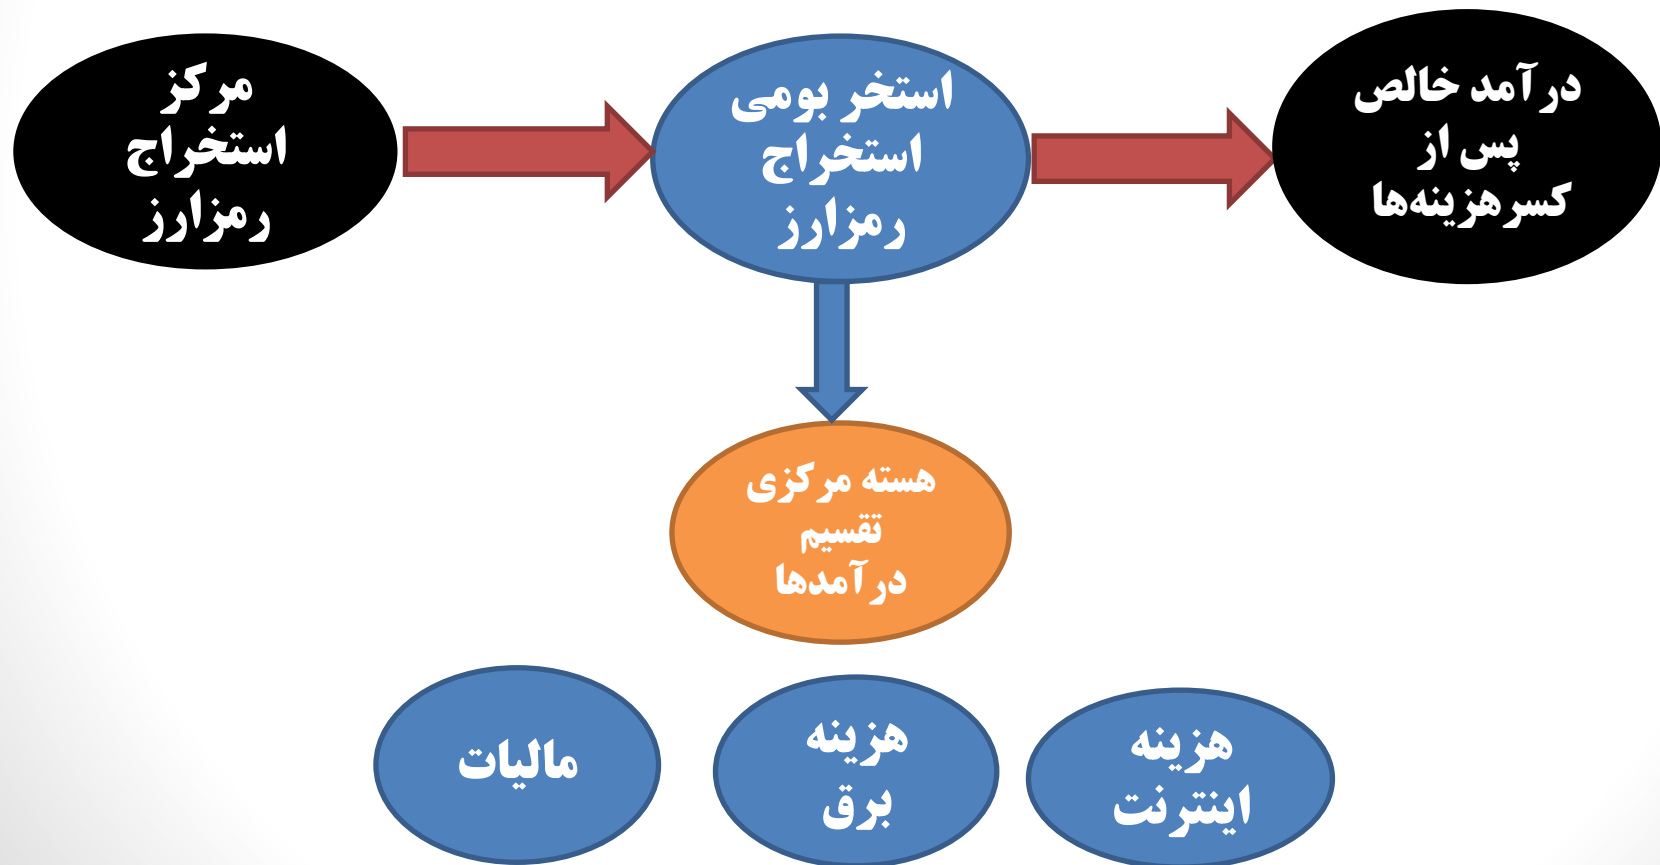 مرکز
استخراج
رمزارز
استخر بومی
استخراج
رمزارز
درآمد خالص
پس از
کسرهزینه‌ها
هسته مرکزی
تقسیم
درآمدها
مالیات
هزینه
برق
هزینه
اینترنت